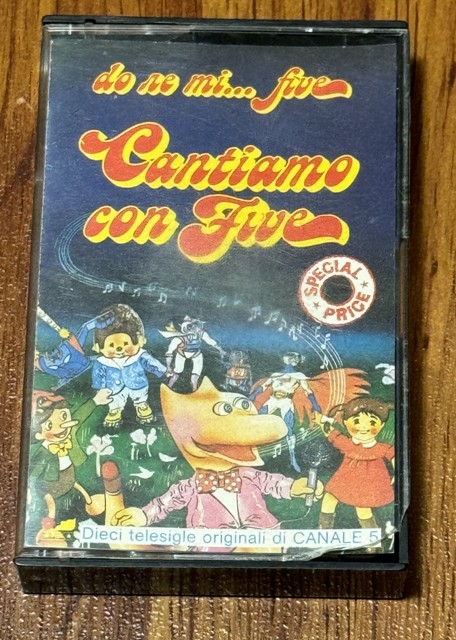 do re mi... five
Cantiamo
con Five
SPECIAL
PRICE
Dieci telesigle originali di CANALE 5